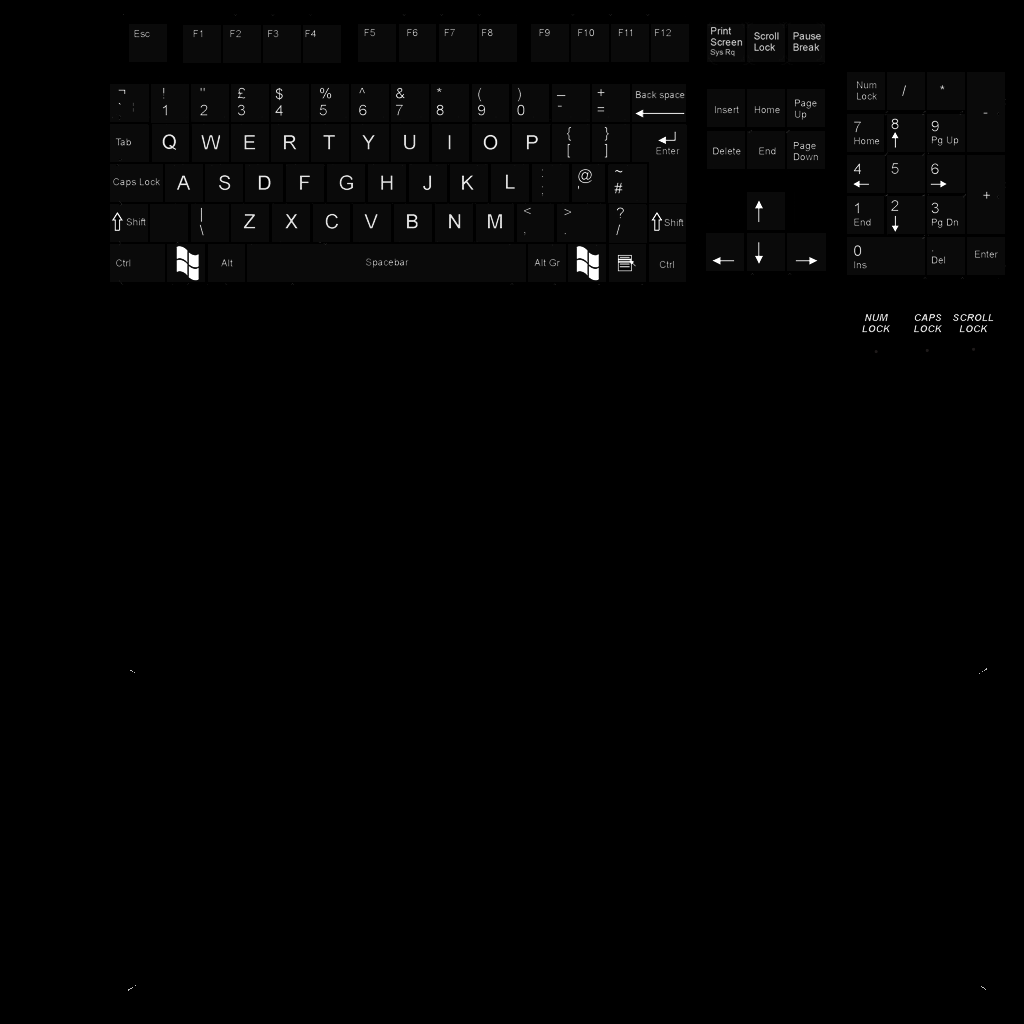 Esc F1 F2 F3 F4 F5 F6 F7 F8 F9 F10 F11 F12 Print Screen Sys Rq Scroll Lock Pause Break
¬ ` ¦ ! 1 " 2 £ 3 $ 4 % 5 ^ 6 & 7 * 8 ( 9 ) 0 _ - + = Back space Insert Home Page Up Num Lock / * -
Tab Q W E R T Y U I O P { [ } ] Enter Delete End Page Down 7 Home 8 9 Pg Up
Caps Lock A S D F G H J K L : ; @ ' ~ # 4 5 6 +
Shift | \ Z X C V B N M < , > . ? / Shift 1 End 2 3 Pg Dn
Ctrl Alt Spacebar Alt Gr Ctrl 0 Ins . Del Enter
NUM LOCK CAPS LOCK SCROLL LOCK